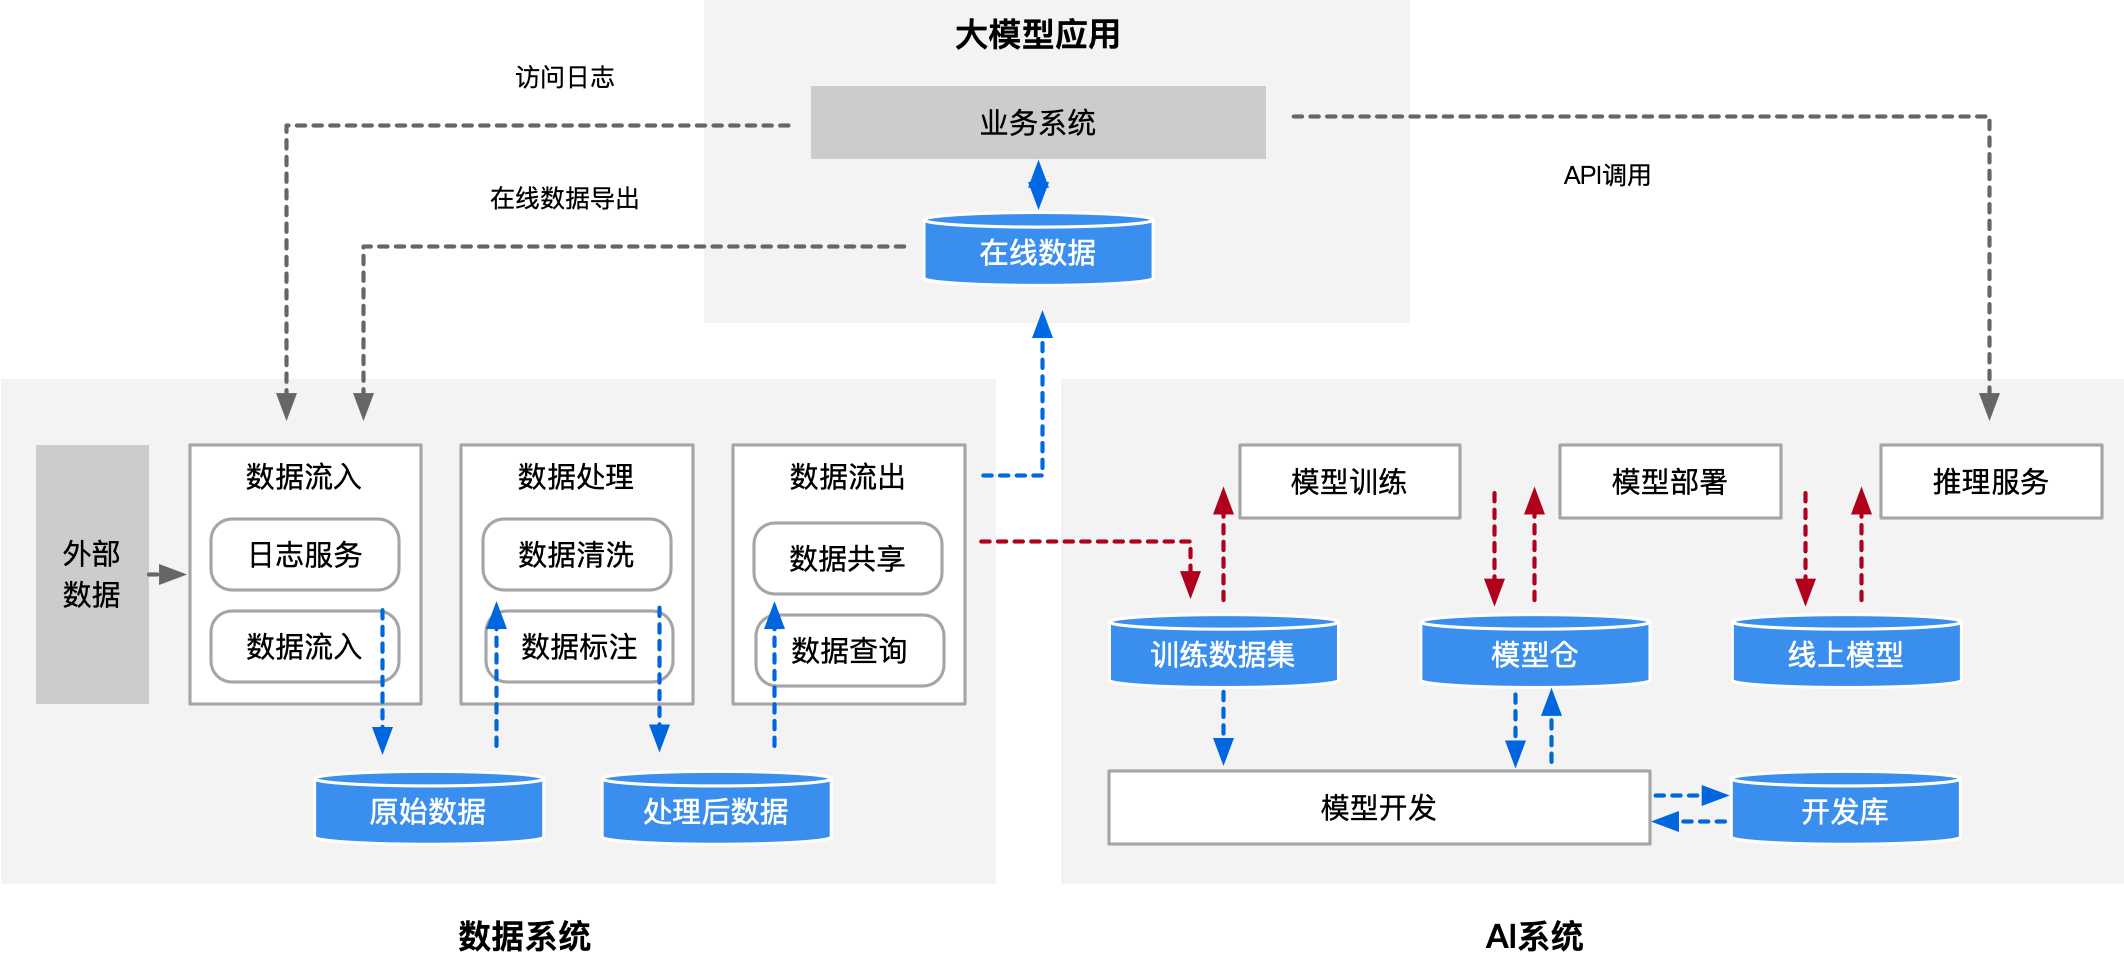 大模型应用
访问日志
业务系统
API调用
在线数据导出
在线数据
数据流入
数据处理
数据流出
模型训练
模型部署
推理服务
外部
数据
日志服务
数据清洗
数据共享
数据流入
数据标注
数据查询
训练数据集
模型仓
线上模型
原始数据
处理后数据
模型开发
开发库
数据系统
AI系统